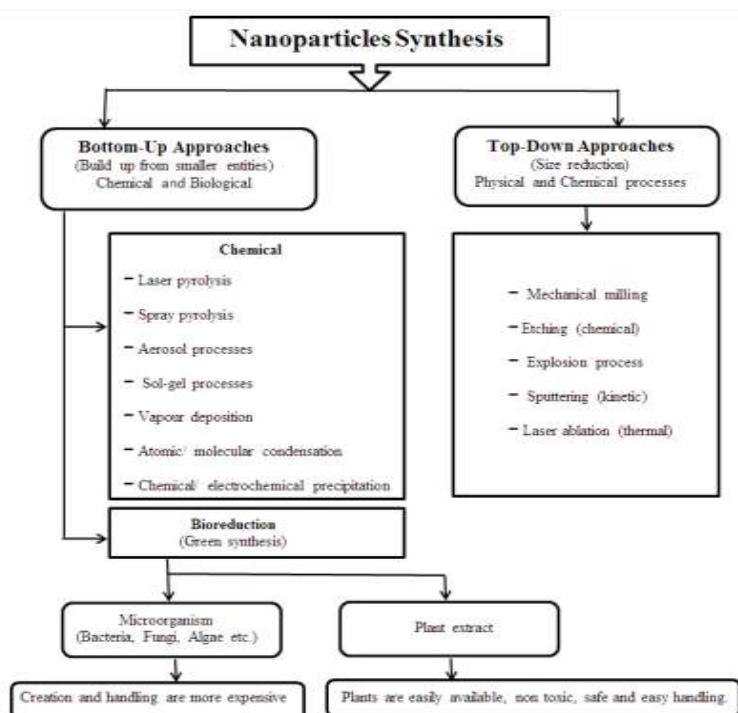 Nanoparticles Synthesis
Bottom-Up Approaches
(Build up from smaller entities)
Chemical and Biological
Top-Down Approaches
(Size reduction)
Physical and Chemical processes
Chemical
– Laser pyrolysis
– Spray pyrolysis
– Aerosol processes
– Sol-gel processes
– Vapour deposition
– Atomic/ molecular condensation
– Chemical/ electrochemical precipitation
– Mechanical milling
– Etching (chemical)
– Explosion process
– Sputtering (kinetic)
– Laser ablation (thermal)
Bioreduction
(Green synthesis)
Microorganism
(Bacteria, Fungi, Algae etc.)
Plant extract
Creation and handling are more expensive
Plants are easily available, non toxic, safe and easy handling.